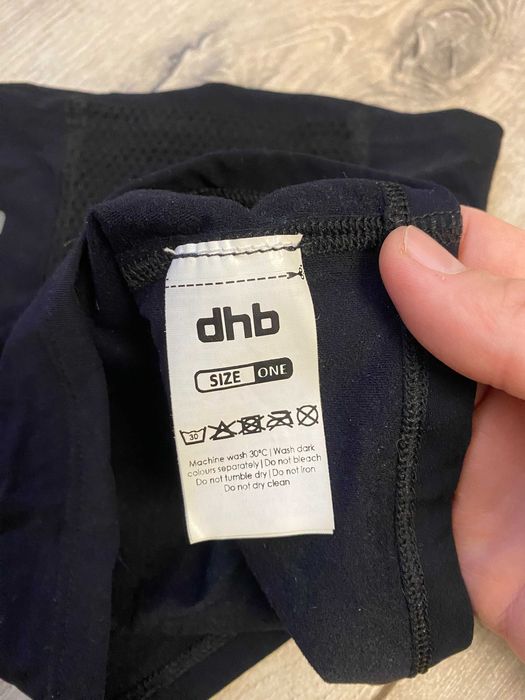 dhb
SIZE ONE
30
Machine wash 30°C | Wash dark
colours separately | Do not bleach
Do not tumble dry | Do not iron
Do not dry clean